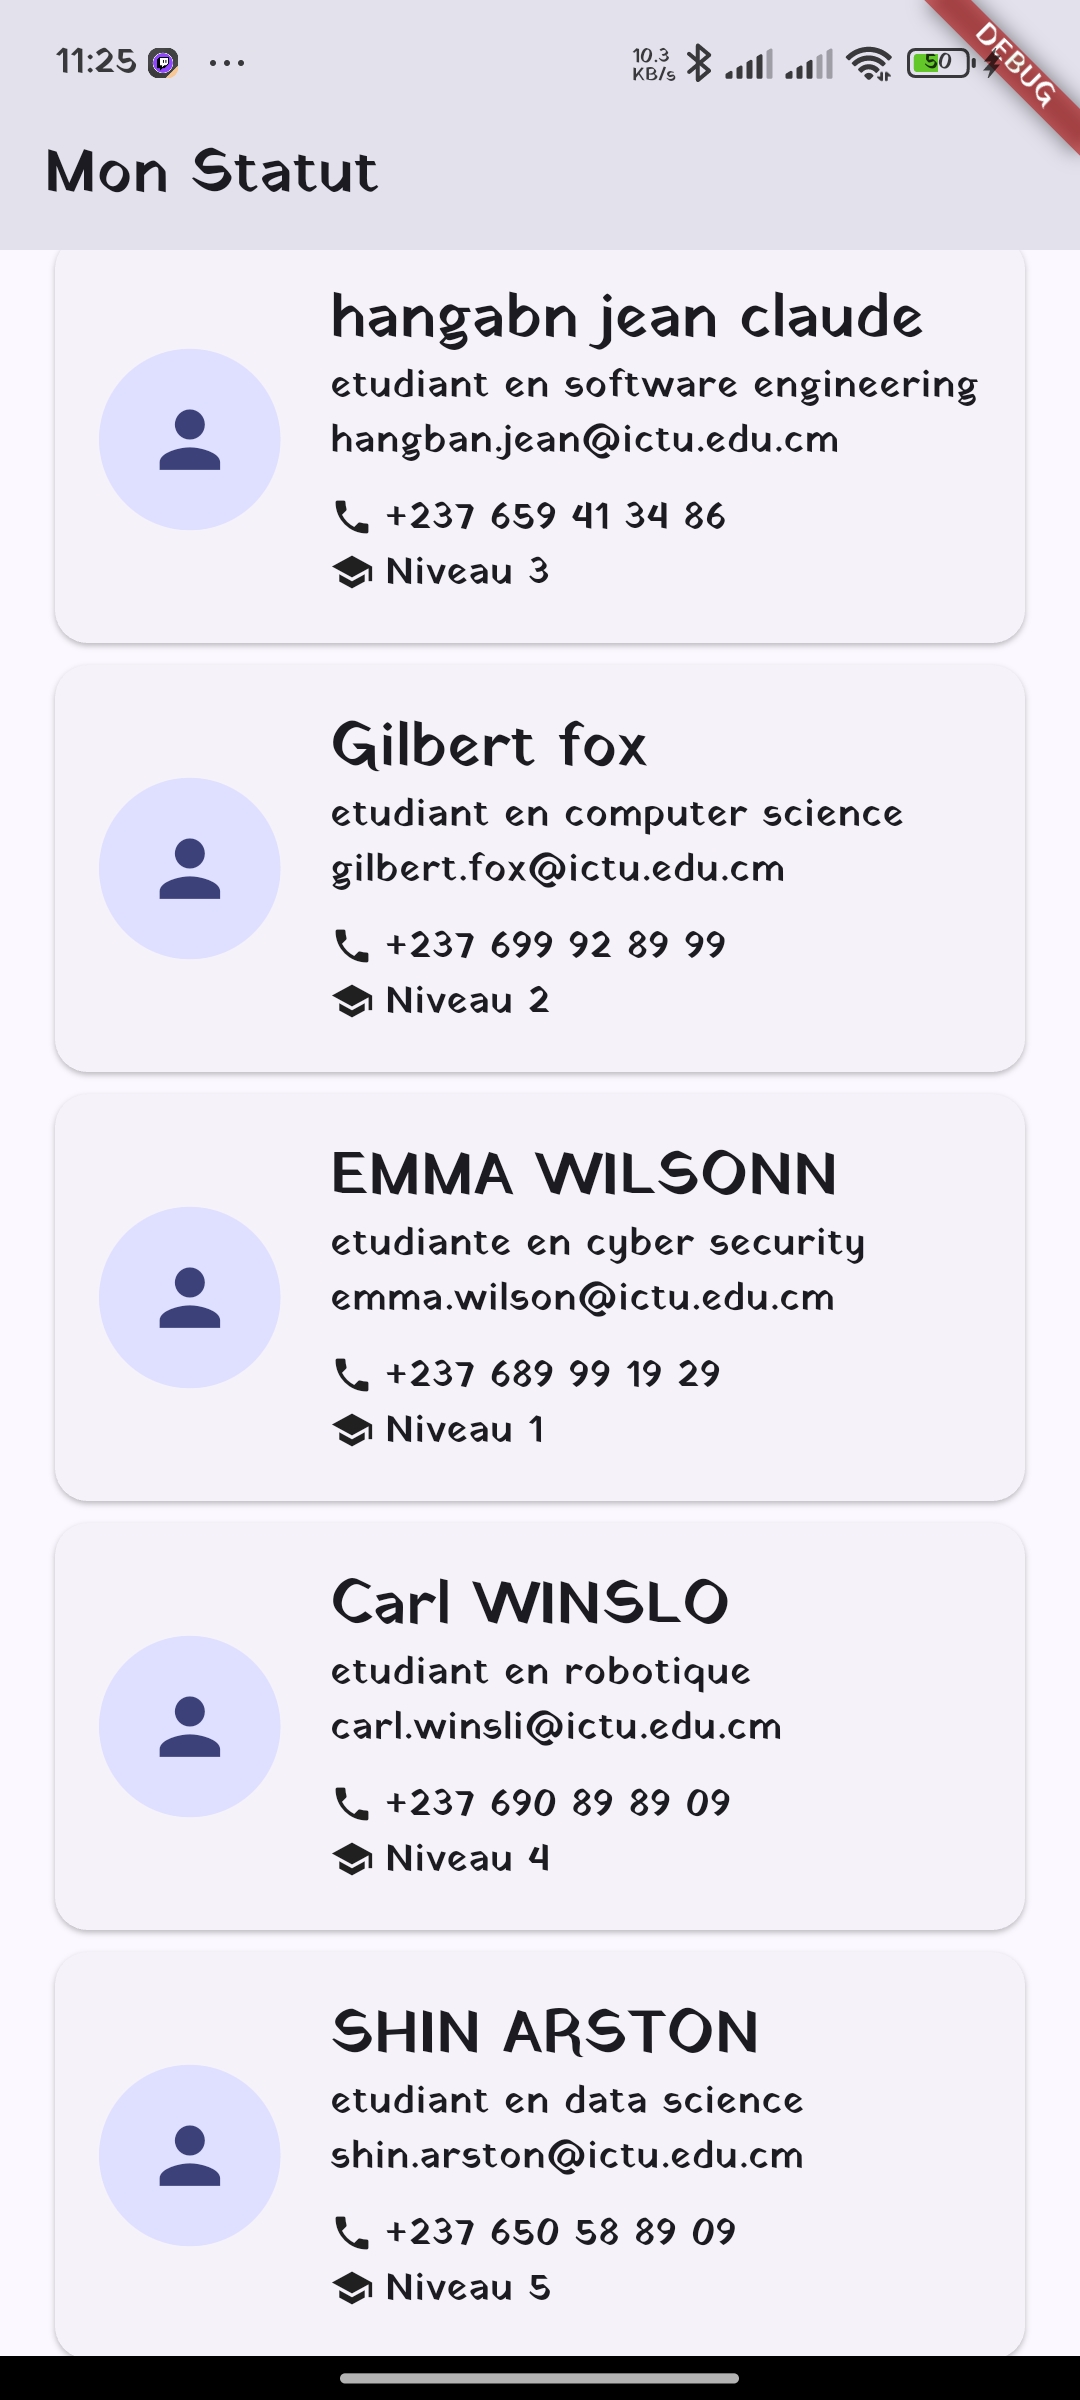 11:25
10.3
KB/s
50
DEBUG
Mon Statut
hangabn jean claude
etudiant en software engineering
hangban.jean@ictu.edu.cm
+237 659 41 34 86
Niveau 3
Gilbert fox
etudiant en computer science
gilbert.fox@ictu.edu.cm
+237 699 92 89 99
Niveau 2
EMMA WILSONN
etudiante en cyber security
emma.wilson@ictu.edu.cm
+237 689 99 19 29
Niveau 1
Carl WINSLO
etudiant en robotique
carl.winsli@ictu.edu.cm
+237 690 89 89 09
Niveau 4
SHIN ARSTON
etudiant en data science
shin.arston@ictu.edu.cm
+237 650 58 89 09
Niveau 5